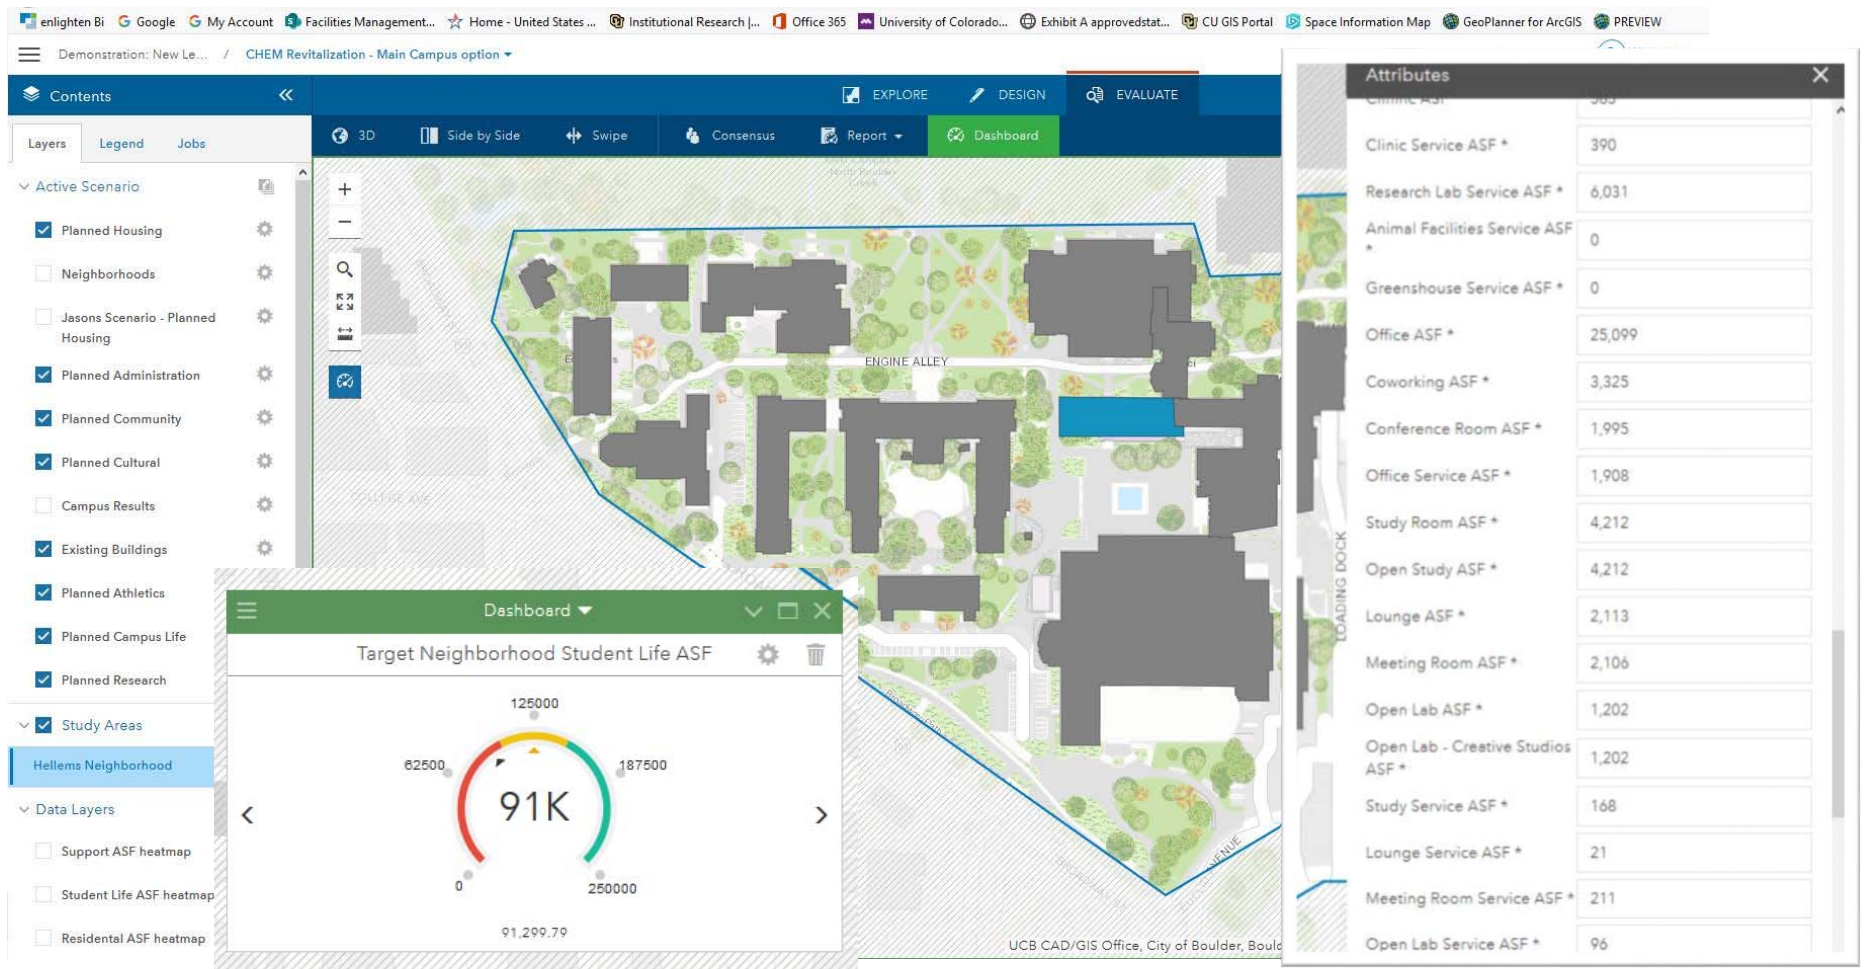 enlighten Bi Google My Account Facilities Management... Home - United States ... Institutional Research |... Office 365 University of Colorado... Exhibit A approvedstat... CU GIS Portal Space Information Map GeoPlanner for ArcGIS PREVIEW
Demonstration: New Le... / CHEM Revitalization - Main Campus option
Contents
EXPLORE DESIGN EVALUATE
Layers Legend Jobs
3D Side by Side Swipe Consensus Report Dashboard
Active Scenario
Planned Housing
Neighborhoods
Jasons Scenario - Planned
Housing
Planned Administration
Planned Community
Planned Cultural
Campus Results
Existing Buildings
Planned Athletics
Planned Campus Life
Planned Research
Study Areas
Hellems Neighborhood
Data Layers
Support ASF heatmap
Student Life ASF heatmap
Residental ASF heatmap
North Boulder
Creek
BROADWAY ST
ENGINE ALLEY
COLLEGE AVE
BROADWAY ST
UCB CAD/GIS Office, City of Boulder, Bould
Dashboard
Target Neighborhood Student Life ASF
125000
62500
187500
91K
0
250000
91,299.79
LOADING DOCK
Attributes
Clinic Service ASF * 390
Research Lab Service ASF * 6,031
Animal Facilities Service ASF
* 0
Greenshouse Service ASF * 0
Office ASF * 25,099
Coworking ASF * 3,325
Conference Room ASF * 1,995
Office Service ASF * 1,908
Study Room ASF * 4,212
Open Study ASF * 4,212
Lounge ASF * 2,113
Meeting Room ASF * 2,106
Open Lab ASF * 1,202
Open Lab - Creative Studios
ASF * 1,202
Study Service ASF * 168
Lounge Service ASF * 21
Meeting Room Service ASF * 211
Open Lab Service ASF * 96